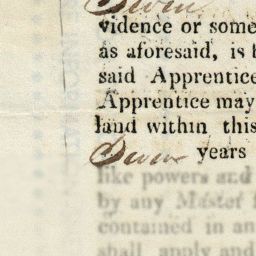 Seven
vidence or some
as aforesaid, is
said Apprentice
Apprentice may
land within this
Seven years
like powers and
by any Master
contained in an
shall apply and